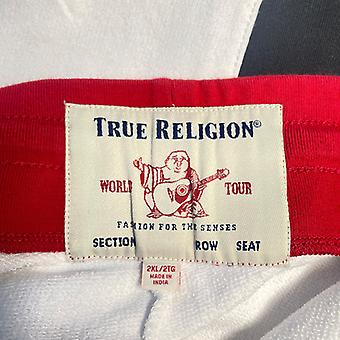 TRUE RELIGION®
WORLD TOUR
FASHION FOR THE SENSES
SECTION ROW SEAT
2XL/2TG
MADE IN
INDIA